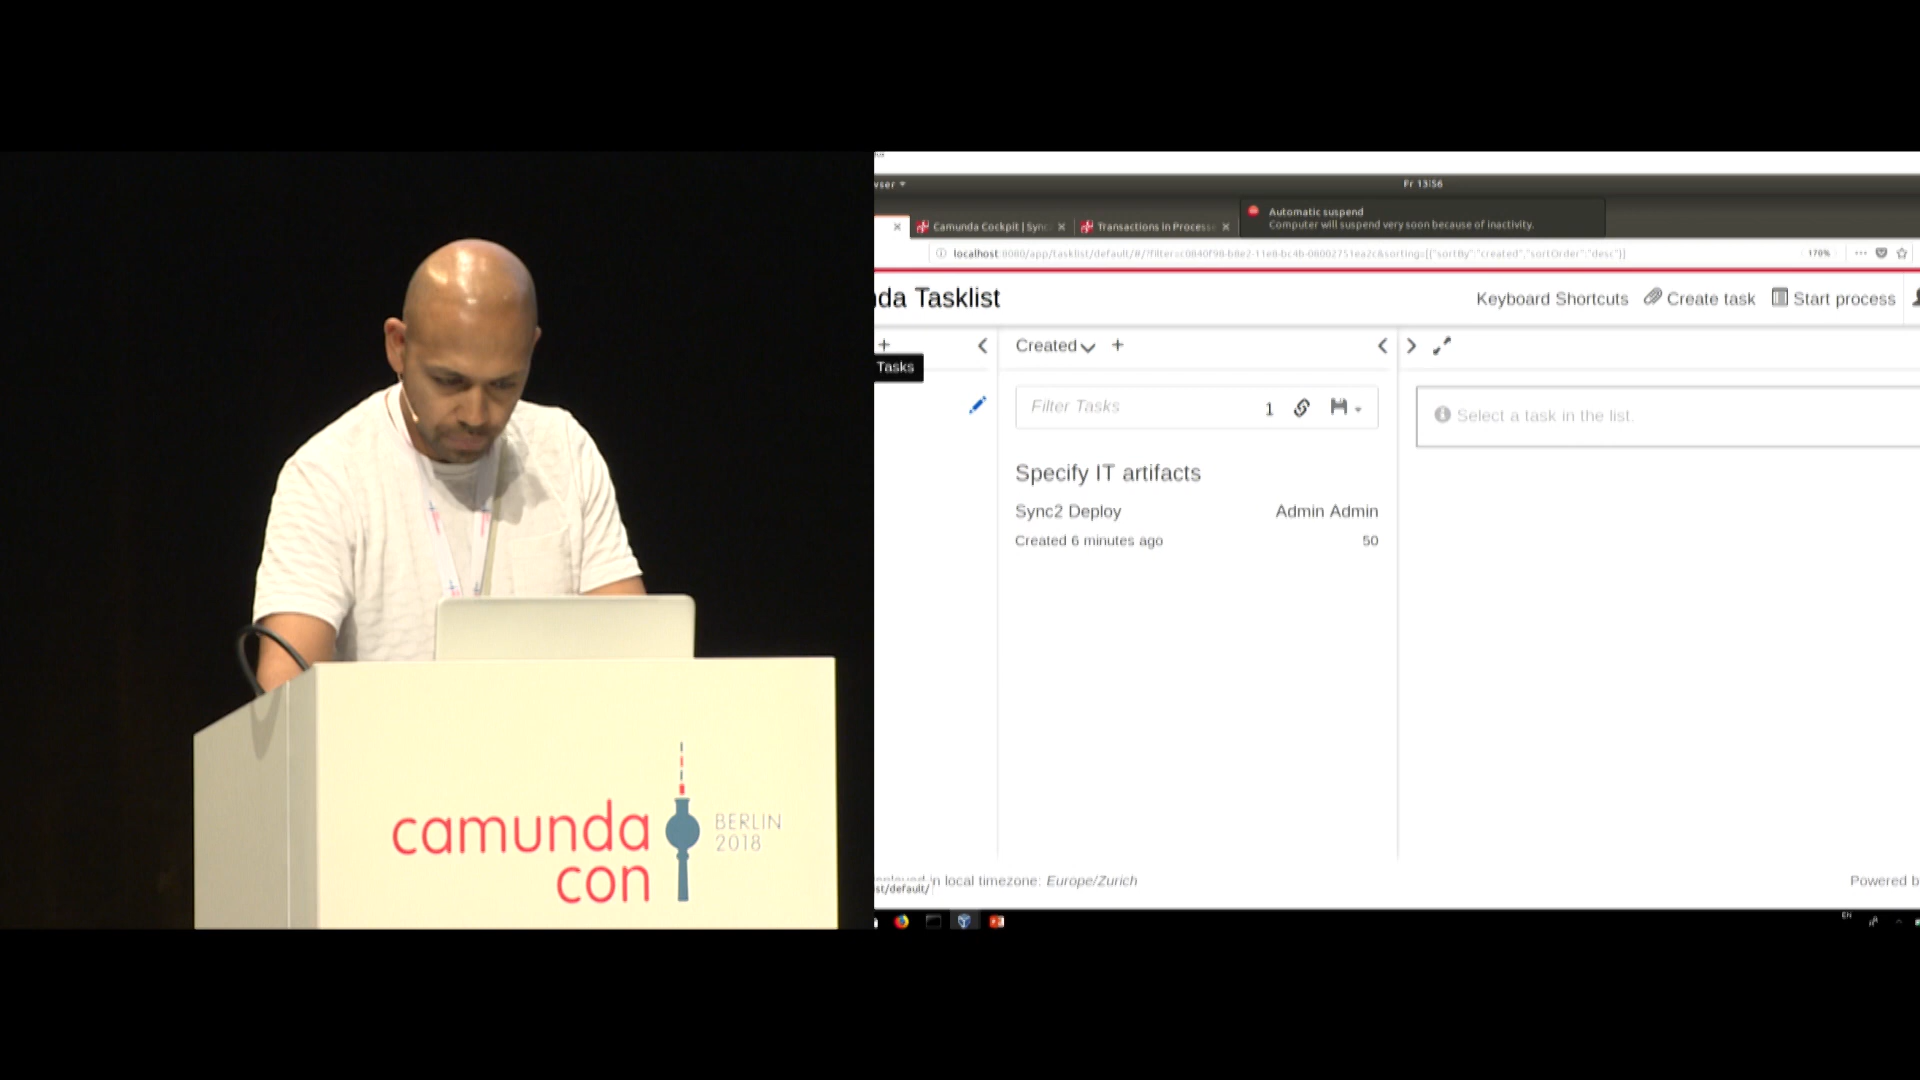 Fr 13:56
Camunda Cockpit | Sync
Transactions in Process
Automatic suspend
Computer will suspend very soon because of inactivity.
da Tasklist
Keyboard Shortcuts
Create task
Start process
Created
Tasks
Filter Tasks
1
Select a task in the list.
Specify IT artifacts
Sync2 Deploy
Admin Admin
Created 6 minutes ago
50
in local timezone: Europe/Zurich
st/default/
Powered b
EN
camunda
con
BERLIN
2018
170%